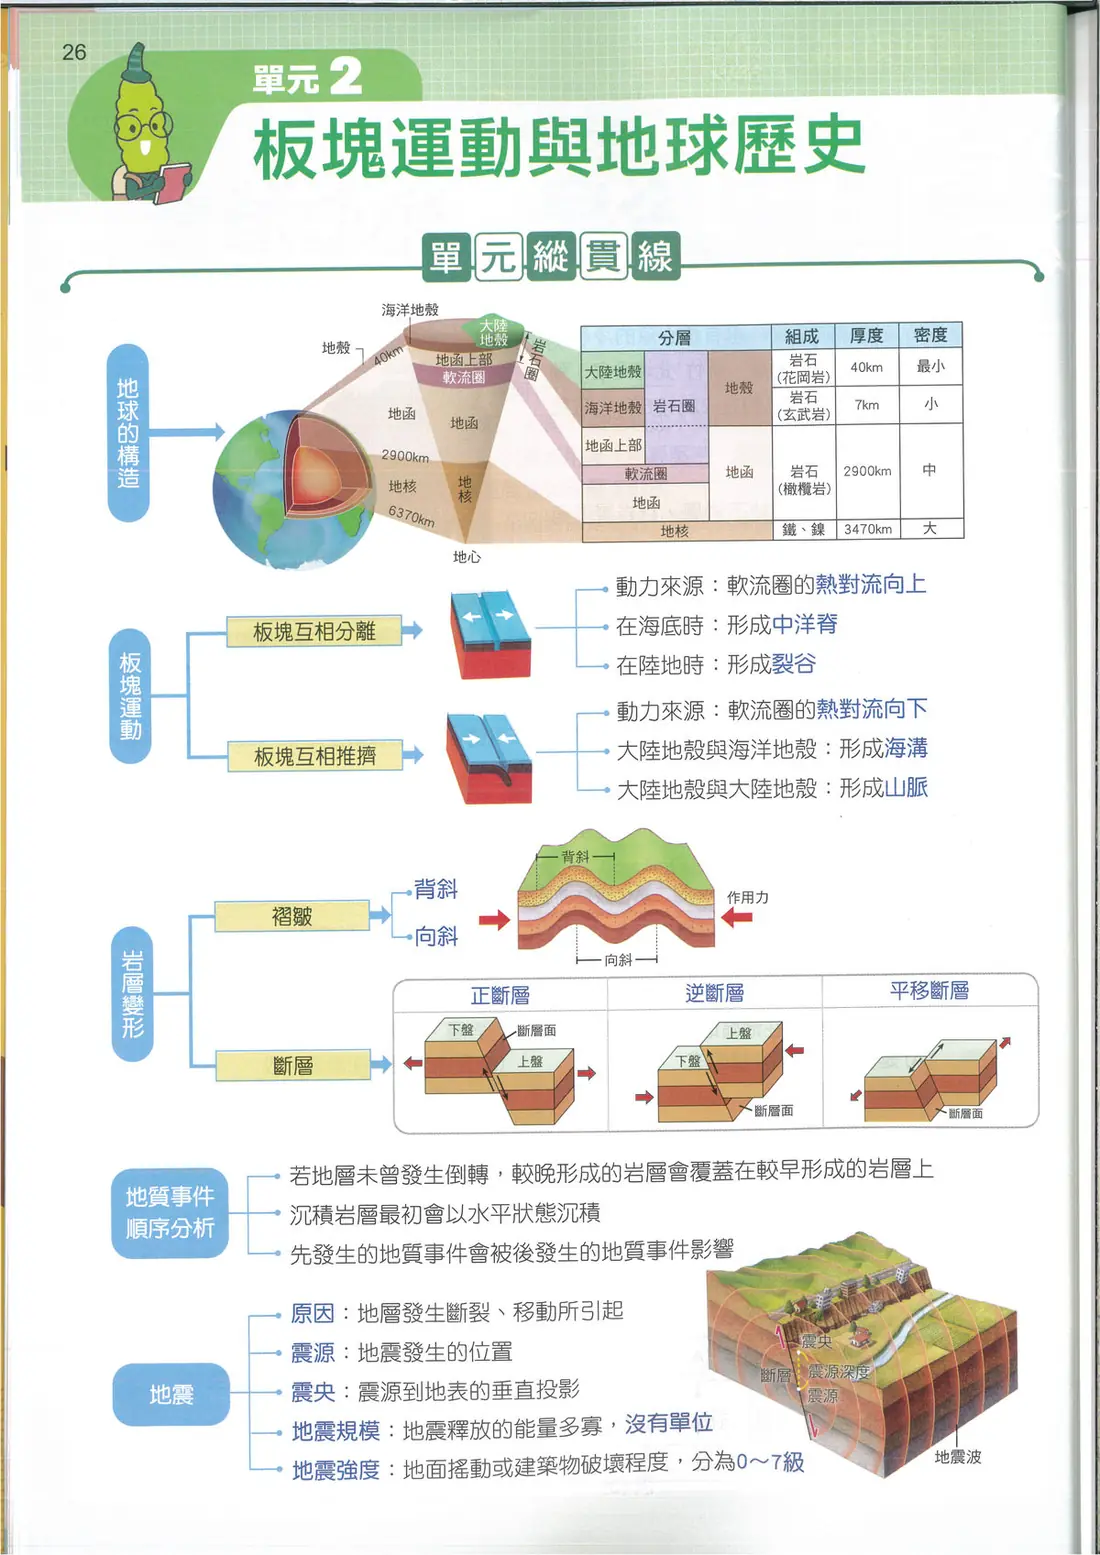 26
單元 2
板塊運動與地球歷史
單元縱貫線
地球的構造
海洋地殼
大陸地殼
地殼
40km
岩石圈
地函上部
軟流圈
地函
地函
2900km
地核
地核
6370km
地心
分層 組成 厚度 密度
大陸地殼 岩石圈 地殼 岩石(花岡岩) 40km 最小
海洋地殼 岩石(玄武岩) 7km 小
地函上部 地函 岩石(橄欖岩) 2900km 中
軟流圈
地函
地核 鐵、鎳 3470km 大
板塊運動
板塊互相分離
動力來源：軟流圈的熱對流向上
在海底時：形成中洋脊
在陸地時：形成裂谷
板塊互相推擠
動力來源：軟流圈的熱對流向下
大陸地殼與海洋地殼：形成海溝
大陸地殼與大陸地殼：形成山脈
岩層變形
褶皺
背斜
向斜
背斜
作用力
向斜
斷層
正斷層 逆斷層 平移斷層
下盤
斷層面
上盤
上盤
下盤
斷層面
斷層面
地質事件
順序分析
若地層未曾發生倒轉，較晚形成的岩層會覆蓋在較早形成的岩層上
沉積岩層最初會以水平狀態沉積
先發生的地質事件會被後發生的地質事件影響
地震
原因：地層發生斷裂、移動所引起
震源：地震發生的位置
震央：震源到地表的垂直投影
地震規模：地震釋放的能量多寡，沒有單位
地震強度：地面搖動或建築物破壞程度，分為0～7級
震央
斷層
震源深度
震源
地震波